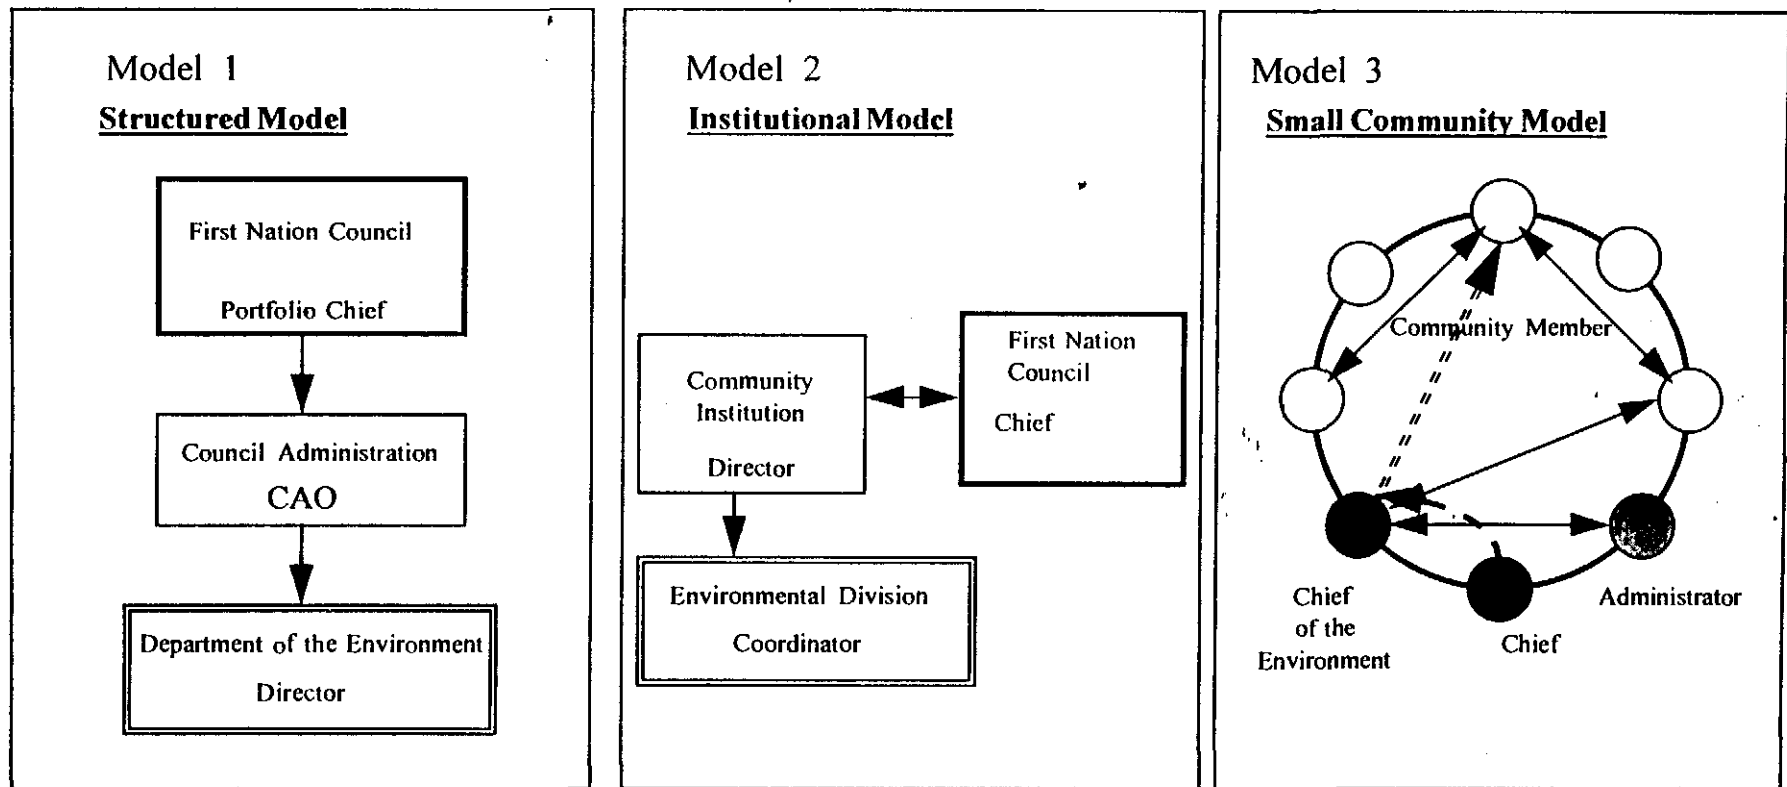 Model 1
Structured Model
First Nation Council
Portfolio Chief
Council Administration
CAO
Department of the Environment
Director
Model 2
Institutional Model
Community
Institution
Director
First Nation
Council
Chief
Environmental Division
Coordinator
Model 3
Small Community Model
Community Member
Chief
of the
Environment
Chief
Administrator